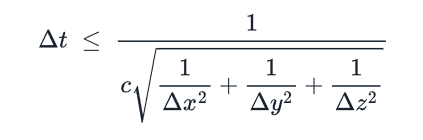 Δt ≤ 1 / (c√(1/Δx² + 1/Δy² + 1/Δz²))